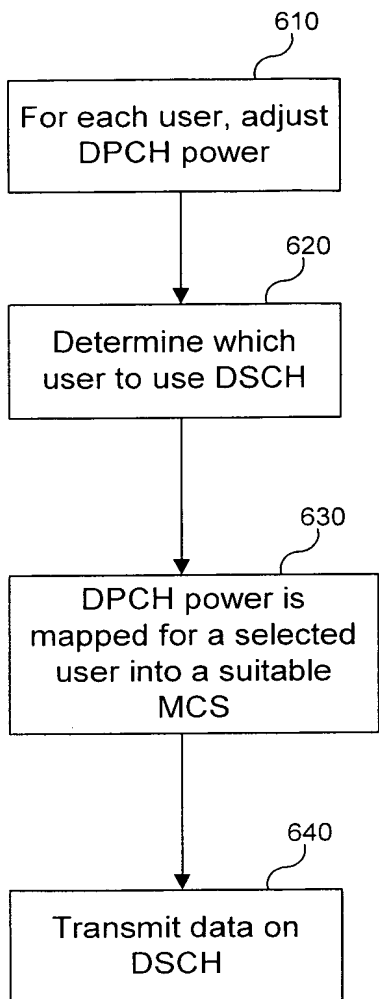 610
For each user, adjust
DPCH power
620
Determine which
user to use DSCH
630
DPCH power is
mapped for a selected
user into a suitable
MCS
640
Transmit data on
DSCH